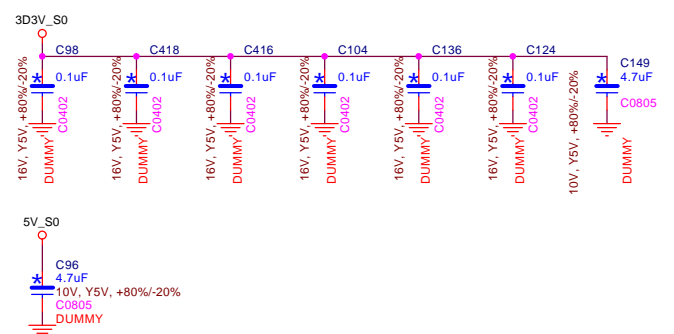 3D3V_S0
C98
0.1uF
16V, Y5V, +80%/-20%
C0402
DUMMY
C418
0.1uF
16V, Y5V, +80%/-20%
C0402
DUMMY
C416
0.1uF
16V, Y5V, +80%/-20%
C0402
DUMMY
C104
0.1uF
16V, Y5V, +80%/-20%
C0402
DUMMY
C136
0.1uF
16V, Y5V, +80%/-20%
C0402
DUMMY
C124
0.1uF
16V, Y5V, +80%/-20%
C0402
DUMMY
C149
4.7uF
10V, Y5V, +80%/-20%
C0805
DUMMY
5V_S0
C96
4.7uF
10V, Y5V, +80%/-20%
C0805
DUMMY